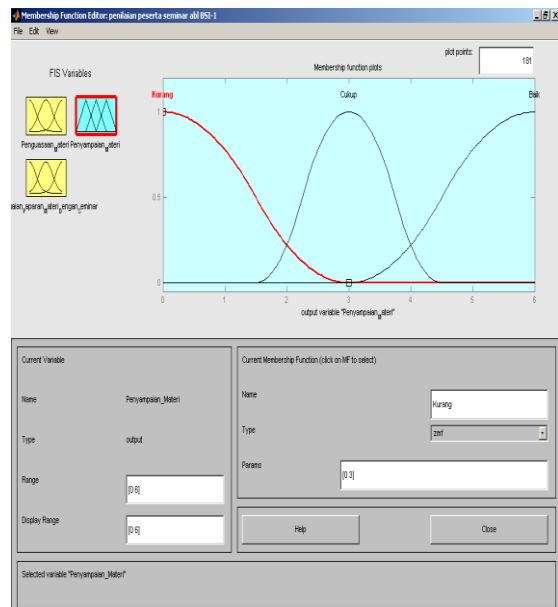 Membership Function Editor: penilaian peserta seminar abl BSI-1
File Edit View
FIS Variables
Penguasaan_Materi Penyampaian_Materi
aian_Paparan_Materi_Dengan_Seminar
plot points: 181
Membership function plots
Kurang Cukup Baik
1
0.5
0
0 1 2 3 4 5 6
output variable "Penyampaian_Materi"
Current Variable
Name Penyampaian_Materi
Type output
Range [0 6]
Display Range [0 6]
Current Membership Function (click on MF to select)
Name Kurang
Type zmf
Params [0 3]
Help Close
Selected variable "Penyampaian_Materi"